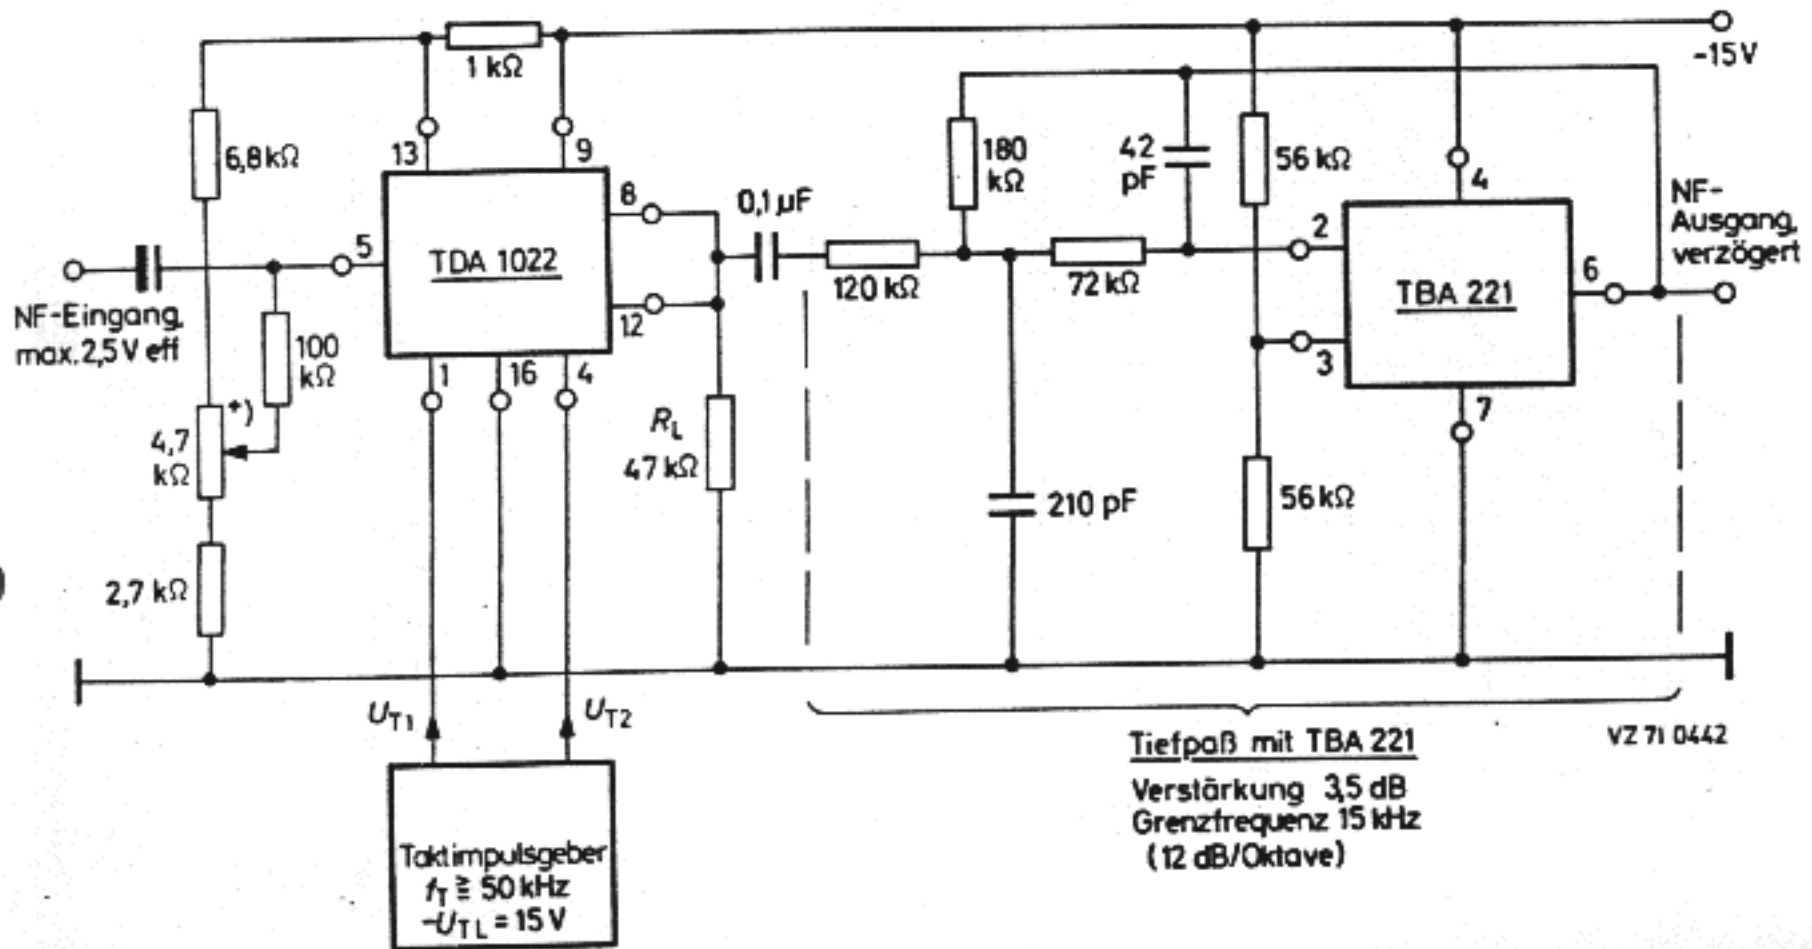 -15 V
1 kΩ
6,8 kΩ
13
9
180
kΩ
42
pF
56 kΩ
4
NF-
Ausgang,
verzögert
8
0,1 µF
5
TDA 1022
2
TBA 221
6
120 kΩ
72 kΩ
12
NF-Eingang,
max. 2,5 V eff
100
kΩ
1
16
4
3
+)
4,7
kΩ
R_L
47 kΩ
7
210 pF
56 kΩ
2,7 kΩ
U_T1
U_T2
VZ 71 0442
Tiefpaß mit TBA 221
Verstärkung 3,5 dB
Grenzfrequenz 15 kHz
(12 dB/Oktave)
Taktimpulsgeber
f_T ≧ 50 kHz
-U_TL = 15 V